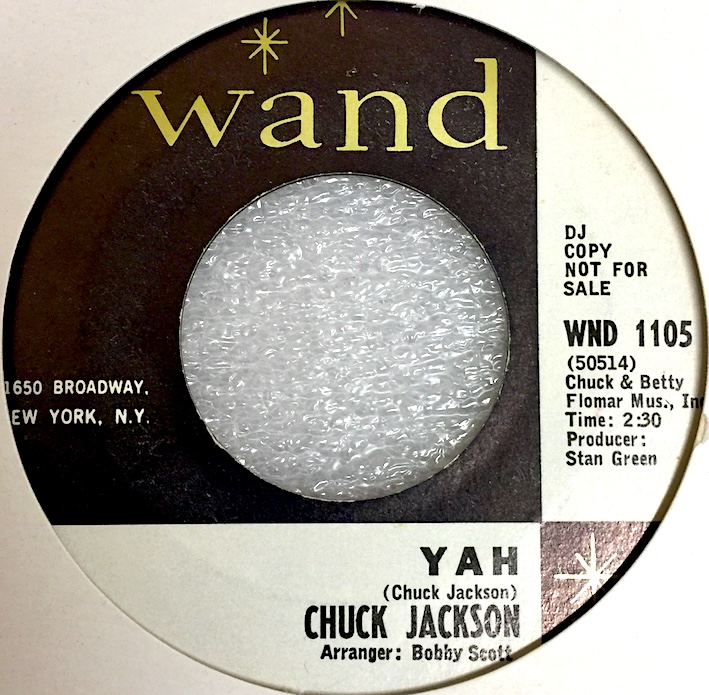 wand
DJ
COPY
NOT FOR
SALE
WND 1105
(50514)
Chuck & Betty
Flomar Mus., In
Time: 2:30
Producer:
Stan Green
1650 BROADWAY,
EW YORK, N.Y.
YAH
(Chuck Jackson)
CHUCK JACKSON
Arranger: Bobby Scott